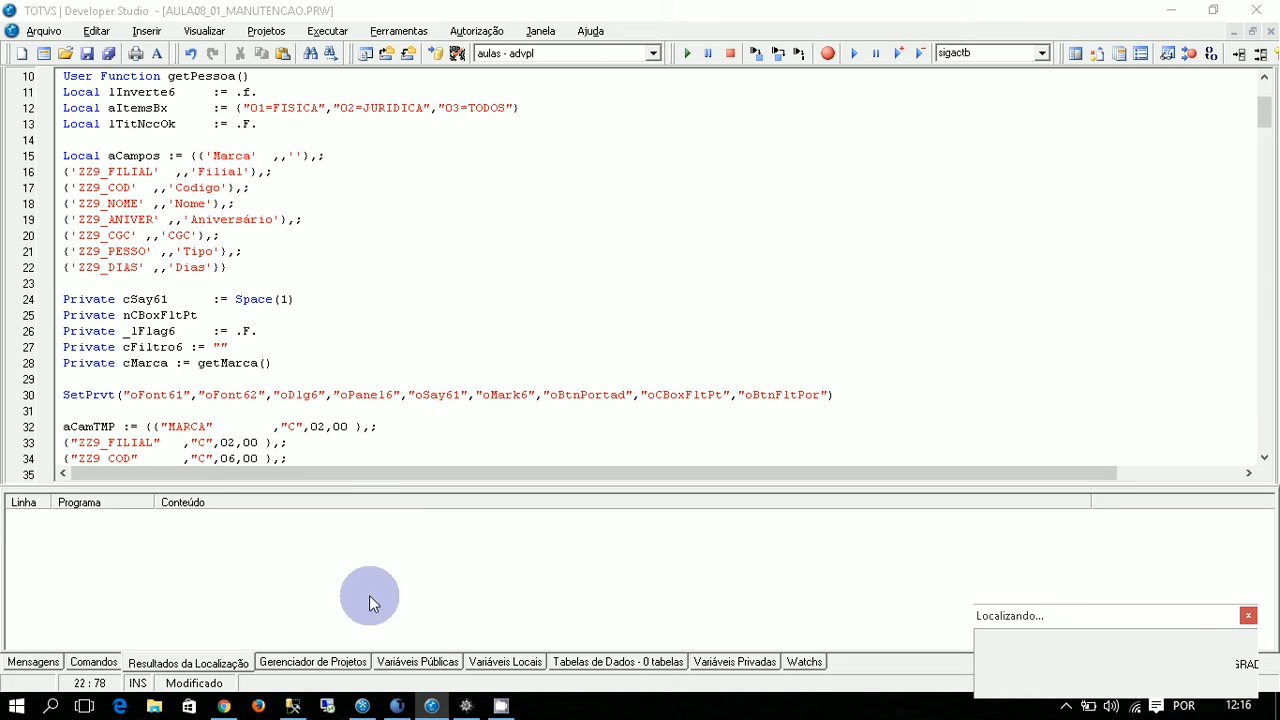 TOTVS | Developer Studio - [AULA08_01_MANUTENCAO.PRW]
Arquivo Editar Inserir Visualizar Projetos Executar Ferramentas Autorização Janela Ajuda
aulas - advpl sigactb
10 User Function getPessoa()
11 Local lInverte6 := .f.
12 Local aItemsBx := {"01=FISICA","02=JURIDICA","03=TODOS"}
13 Local lTitNccOk := .F.
14
15 Local aCampos := {{'Marca' ,,''},;
16 {'ZZ9_FILIAL' ,,'Filial'},;
17 {'ZZ9_COD' ,,'Codigo'},;
18 {'ZZ9_NOME' ,,'Nome'},;
19 {'ZZ9_ANIVER' ,,'Aniversário'},;
20 {'ZZ9_CGC' ,,'CGC'},;
21 {'ZZ9_PESSO' ,,'Tipo'},;
22 {'ZZ9_DIAS' ,,'Dias'}}
23
24 Private cSay61 := Space(1)
25 Private nCBoxFltPt
26 Private _lFlag6 := .F.
27 Private cFiltro6 := ""
28 Private cMarca := getMarca()
29
30 SetPrvt("oFont61","oFont62","oDlg6","oPanel6","oSay61","oMark6","oBtnPortad","oCBoxFltPt","oBtnFltPor")
31
32 aCamTMP := {{"MARCA" ,"C",02,00 },;
33 {"ZZ9_FILIAL" ,"C",02,00 },;
34 {"ZZ9_COD" ,"C",06,00 },;
35
Linha Programa Conteúdo
Localizando...
GRAD
Mensagens Comandos Resultados da Localização Gerenciador de Projetos Variáveis Públicas Variáveis Locais Tabelas de Dados - 0 tabelas Variáveis Privadas Watchs
22 : 78 INS Modificado
POR 12:16